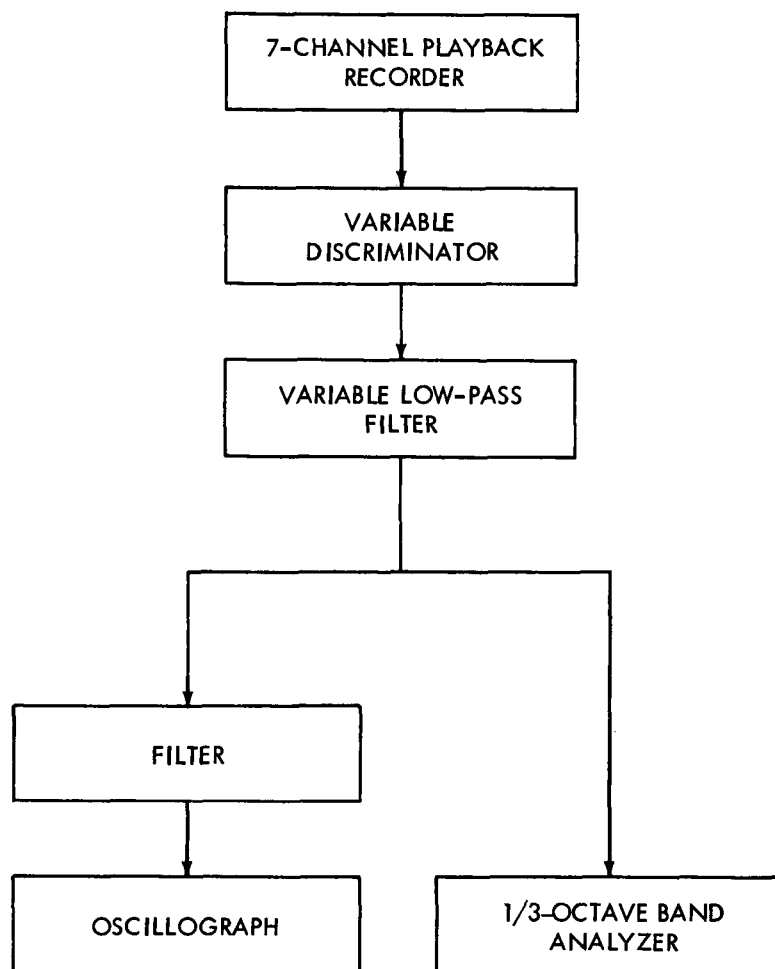 7-CHANNEL PLAYBACK
RECORDER
VARIABLE
DISCRIMINATOR
VARIABLE LOW-PASS
FILTER
FILTER
OSCILLOGRAPH
1/3-OCTAVE BAND
ANALYZER